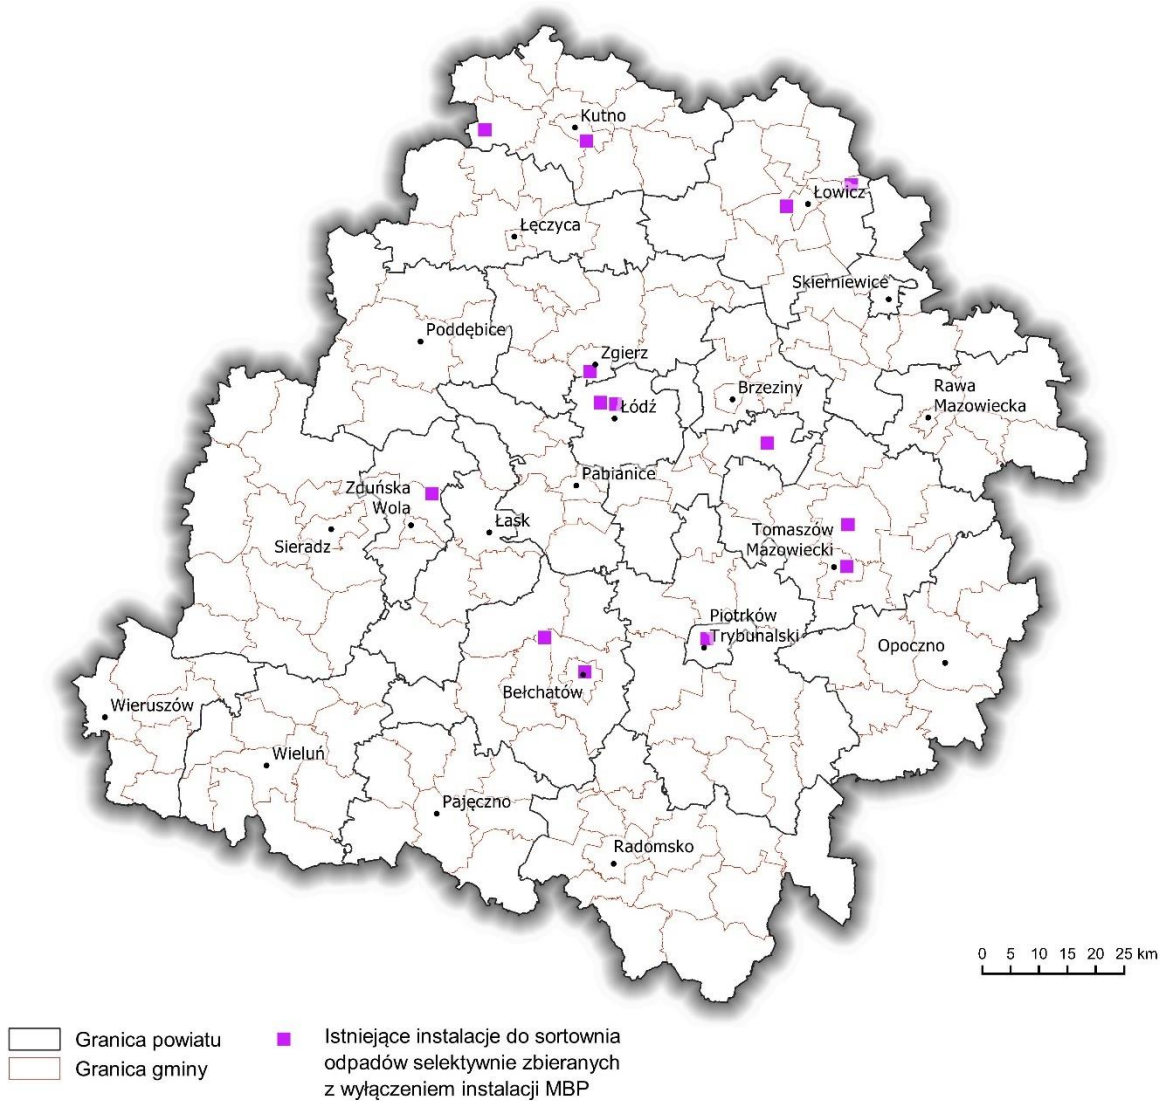 Kutno
Łowicz
Łęczyca
Skierniewice
Poddębice
Zgierz
Brzeziny
Rawa
Mazowiecka
Łódź
Pabianice
Zduńska
Wola
Łask
Sieradz
Tomaszów
Mazowiecki
Piotrków
Trybunalski
Opoczno
Bełchatów
Wieruszów
Wieluń
Pajęczno
Radomsko
0 5 10 15 20 25 km
Granica powiatu
Granica gminy
Istniejące instalacje do sortownia
odpadów selektywnie zbieranych
z wyłączeniem instalacji MBP